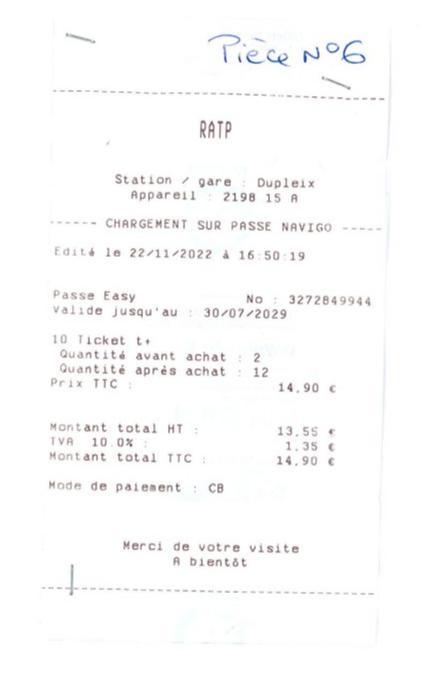 Pièce N°6
RATP
Station / gare : Dupleix
Appareil : 2198 15 A
------ CHARGEMENT SUR PASSE NAVIGO -----
Edité le 22/11/2022 à 16:50:19
Passe Easy No : 3272849944
Valide jusqu'au : 30/07/2029
10 Ticket t+
Quantité avant achat : 2
Quantité après achat : 12
Prix TTC : 14,90 €
Montant total HT : 13,55 €
TVA 10.0% : 1,35 €
Montant total TTC : 14,90 €
Mode de paiement : CB
Merci de votre visite
A bientôt